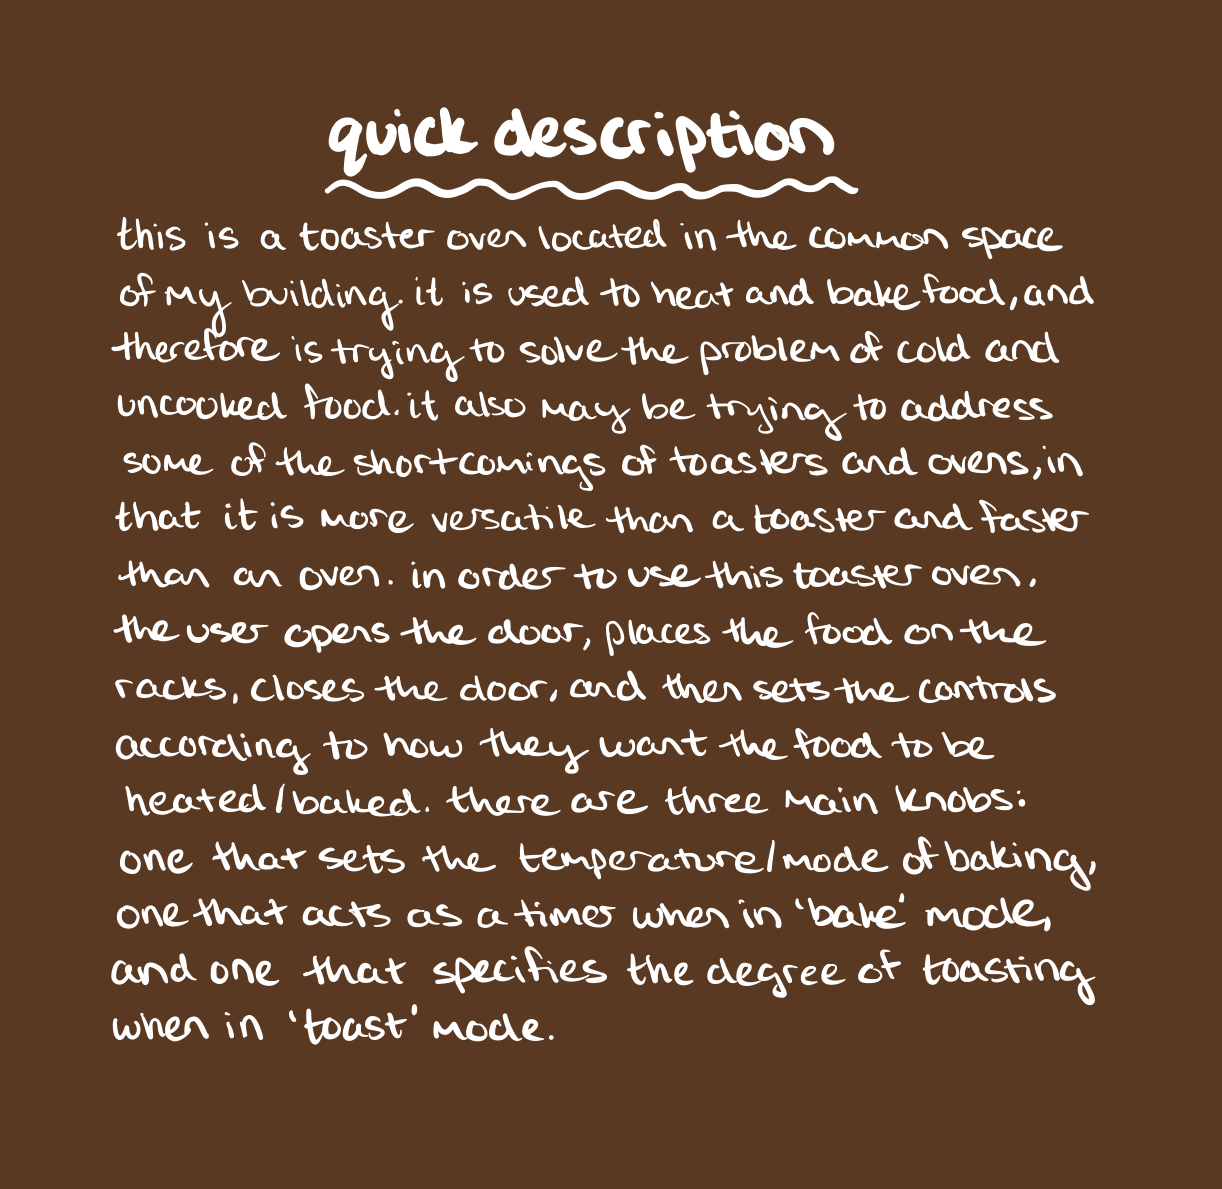 quick description
this is a toaster oven located in the common space
of my building. it is used to heat and bake food, and
therefore is trying to solve the problem of cold and
uncooked food. it also may be trying to address
some of the shortcomings of toasters and ovens, in
that it is more versatile than a toaster and faster
than an oven. in order to use this toaster oven,
the user opens the door, places the food on the
racks, closes the door, and then sets the controls
according to how they want the food to be
heated/baked. there are three main knobs:
one that sets the temperature/mode of baking,
one that acts as a timer when in 'bake' mode,
and one that specifies the degree of toasting
when in 'toast' mode.